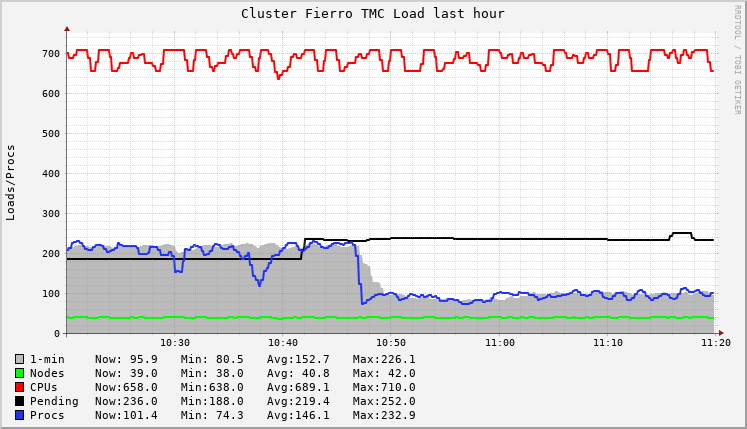 Cluster Fierro TMC Load last hour
RRDTOOL / TOBI OETIKER
Loads/Procs
700
600
500
400
300
200
100
0
10:30 10:40 10:50 11:00 11:10 11:20
1-min Now: 95.9 Min: 80.5 Avg:152.7 Max:226.1
Nodes Now: 39.0 Min: 38.0 Avg: 40.8 Max: 42.0
CPUs Now:658.0 Min:638.0 Avg:689.1 Max:710.0
Pending Now:236.0 Min:188.0 Avg:219.4 Max:252.0
Procs Now:101.4 Min: 74.3 Avg:146.1 Max:232.9